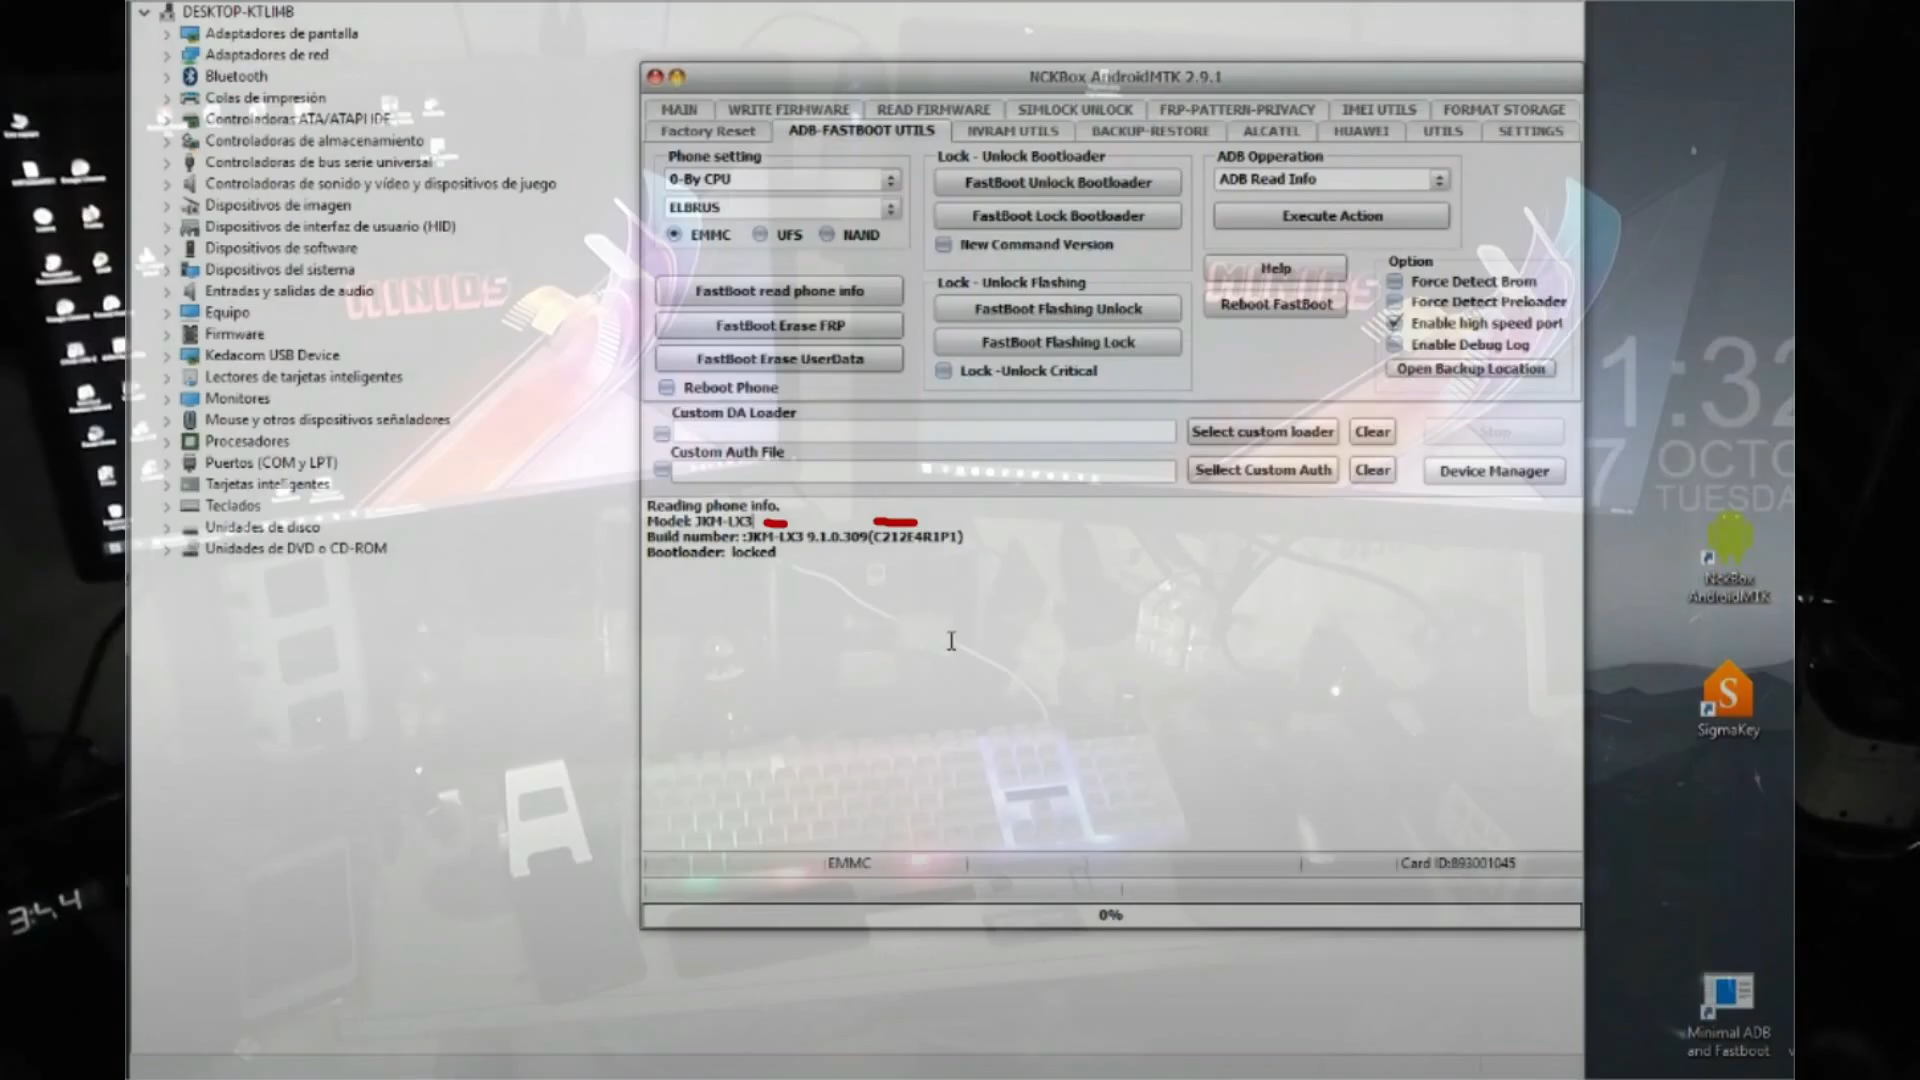 DESKTOP-KTLIMB
Adaptadores de pantalla
Adaptadores de red
Bluetooth
Colas de impresión
Controladoras ATA/ATAPI IDE
Controladoras de almacenamiento
Controladoras de bus serie universal
Controladoras de sonido y vídeo y dispositivos de juego
Dispositivos de imagen
Dispositivos de interfaz de usuario (HID)
Dispositivos de software
Dispositivos del sistema
Entradas y salidas de audio
Equipo
Firmware
Kedacom USB Device
Lectores de tarjetas inteligentes
Monitores
Mouse y otros dispositivos señaladores
Procesadores
Puertos (COM y LPT)
Tarjetas inteligentes
Teclados
Unidades de disco
Unidades de DVD o CD-ROM
NCKBox AndroidMTK 2.9.1
MAIN WRITE FIRMWARE READ FIRMWARE SIMLOCK UNLOCK FRP-PATTERN-PRIVACY IMEI UTILS FORMAT STORAGE
Factory Reset ADB-FASTBOOT UTILS NVRAM UTILS BACKUP-RESTORE ALCATEL HUAWEI UTILS SETTINGS
Phone setting
0-By CPU
ELBRUS
EMMC UFS NAND
FastBoot read phone info
FastBoot Erase FRP
FastBoot Erase UserData
Reboot Phone
Lock - Unlock Bootloader
FastBoot Unlock Bootloader
FastBoot Lock Bootloader
New Command Version
Lock - Unlock Flashing
FastBoot Flashing Unlock
FastBoot Flashing Lock
Lock -Unlock Critical
ADB Opperation
ADB Read Info
Execute Action
Help
Reboot FastBoot
Option
Force Detect Brom
Force Detect Preloader
Enable high speed port
Enable Debug Log
Open Backup Location
Custom DA Loader
Select custom loader Clear Stop
Custom Auth File
Sellect Custom Auth Clear Device Manager
Reading phone info.
Model: JKM-LX3
Build number: :JKM-LX3 9.1.0.309(C212E4R1P1)
Bootloader: locked
EMMC Card ID:893001045
0%
MINIOS
MINIOS
1:32
7 OCTO
TUESDA
NckBox
AndroidMTK
S
SigmaKey
Minimal ADB
and Fastboot
3:44